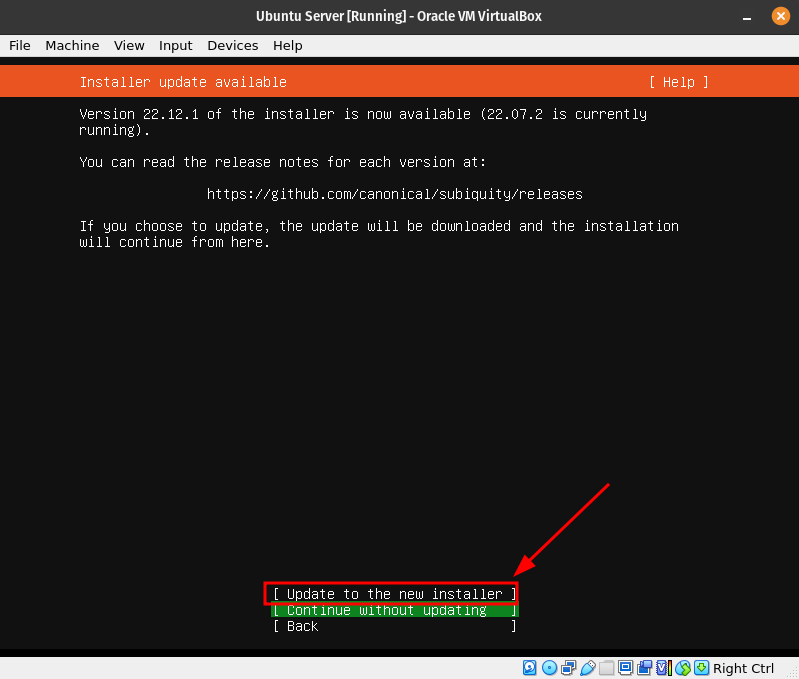 Ubuntu Server [Running] - Oracle VM VirtualBox
File Machine View Input Devices Help
Installer update available [ Help ]
Version 22.12.1 of the installer is now available (22.07.2 is currently
running).
You can read the release notes for each version at:
https://github.com/canonical/subiquity/releases
If you choose to update, the update will be downloaded and the installation
will continue from here.
[ Update to the new installer ]
[ Continue without updating ]
[ Back ]
Right Ctrl